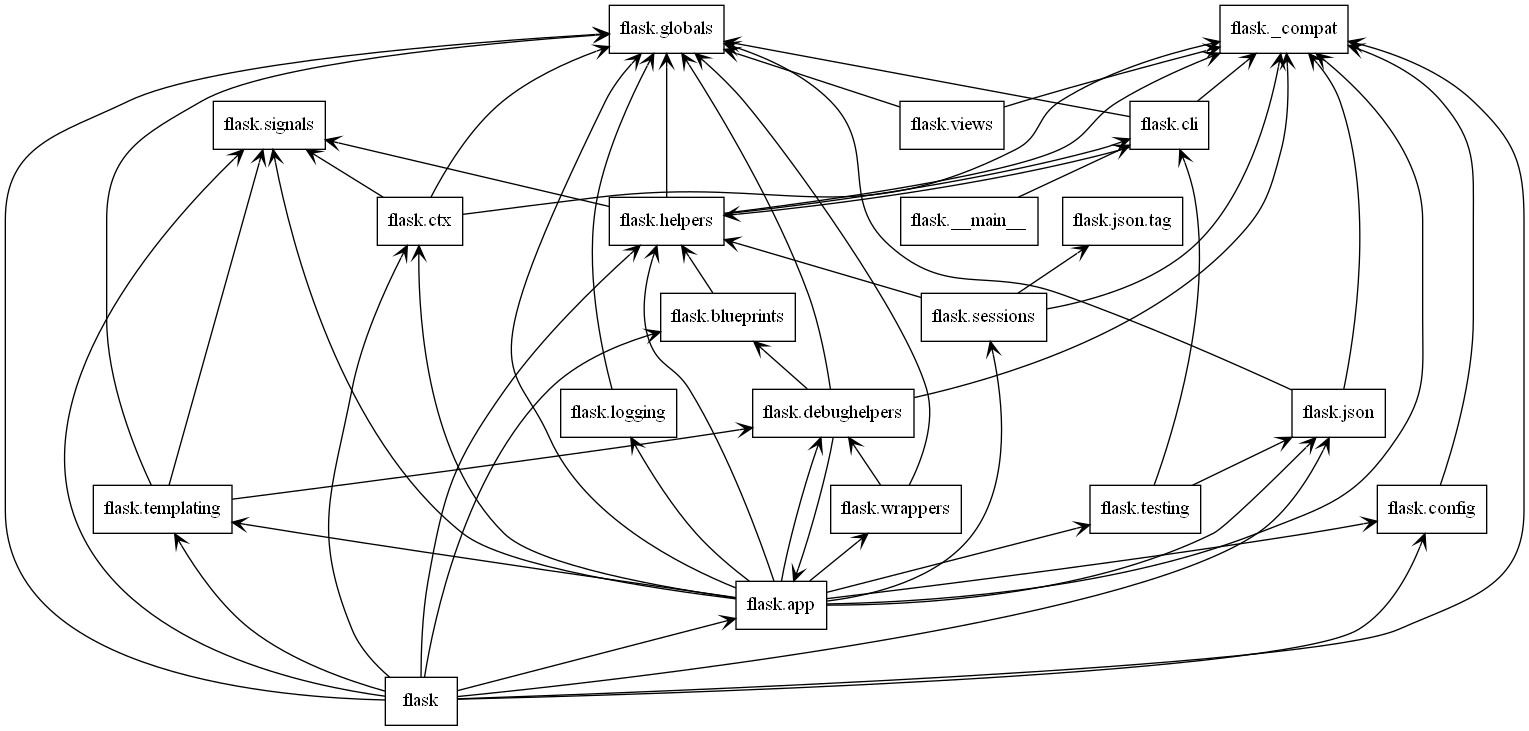 flask.globals
flask._compat
flask.signals
flask.views
flask.cli
flask.ctx
flask.helpers
flask.__main__
flask.json.tag
flask.blueprints
flask.sessions
flask.logging
flask.debughelpers
flask.json
flask.templating
flask.wrappers
flask.testing
flask.config
flask.app
flask